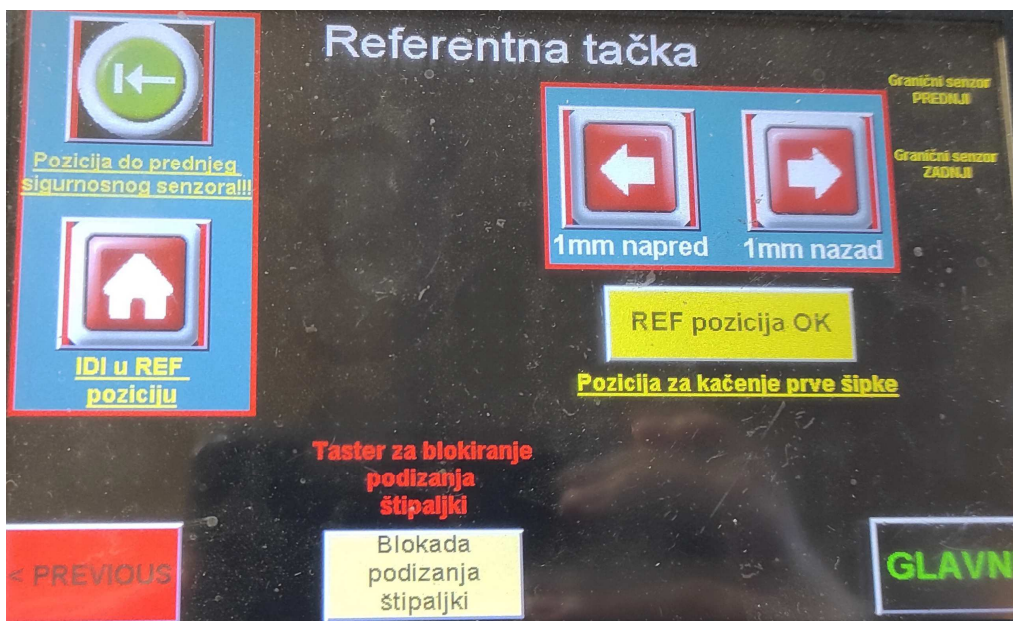 Referentna tačka
Pozicija do prednjeg
sigurnosnog senzora!!!
IDI u REF
poziciju
1mm napred
1mm nazad
Granični senzor
PREDNJI
Granični senzor
ZADNJI
REF pozicija OK
Pozicija za kačenje prve šipke
Taster za blokiranje
podizanja
štipaljki
« PREVIOUS
Blokada
podizanja
štipaljki
GLAVN